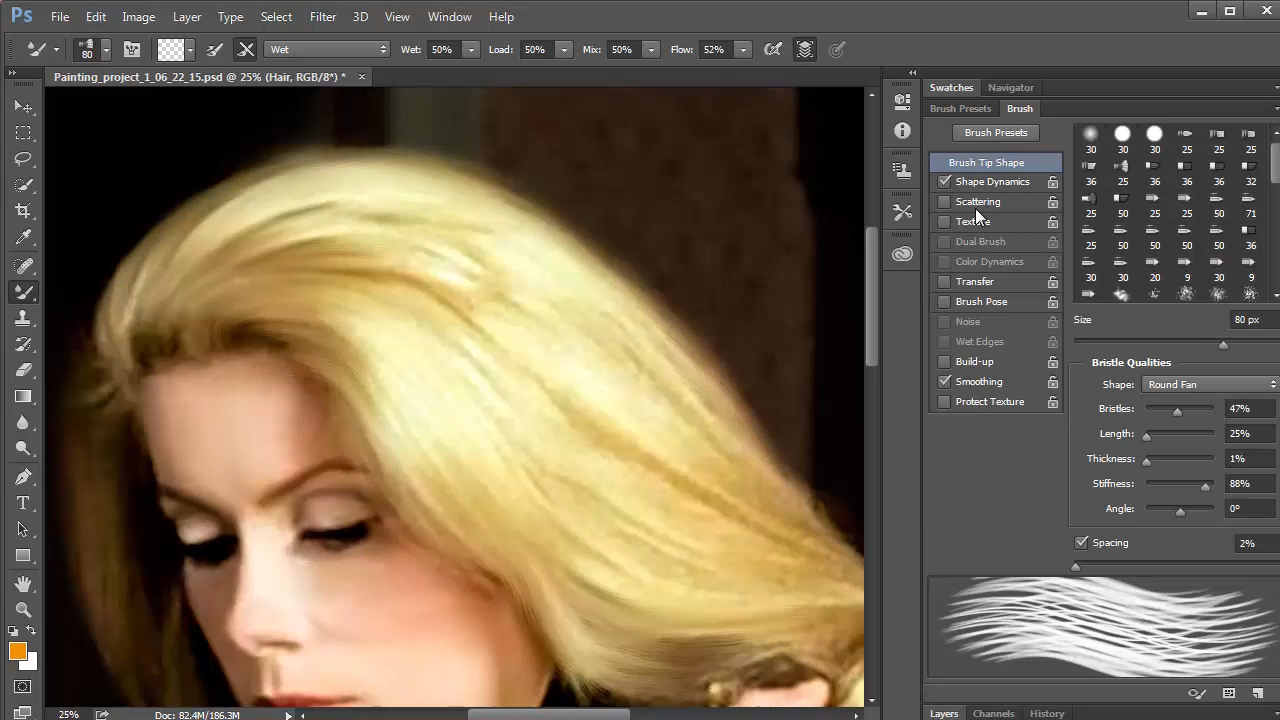 Ps File Edit Image Layer Type Select Filter 3D View Window Help
80 Wet Wet: 50% Load: 50% Mix: 50% Flow: 52%
Painting_project_1_06_22_15.psd @ 25% (Hair, RGB/8*) *
Swatches Navigator
Brush Presets Brush
Brush Presets
30 30 30 25 25 25
36 25 36 36 36 32
25 50 25 25 50 71
25 50 50 50 50 36
30 30 20 9 30 9
Brush Tip Shape
Shape Dynamics
Scattering
Texture
Dual Brush
Color Dynamics
Transfer
Brush Pose
Noise
Wet Edges
Build-up
Smoothing
Protect Texture
Size 80 px
Bristle Qualities
Shape: Round Fan
Bristles: 47%
Length: 25%
Thickness: 1%
Stiffness: 88%
Angle: 0°
Spacing 2%
T
25% Doc: 82.4M/186.3M
Layers Channels History